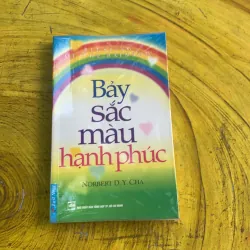 Bảy
sắc
màu
hạnh phúc
NORBERT D. Y. CHA